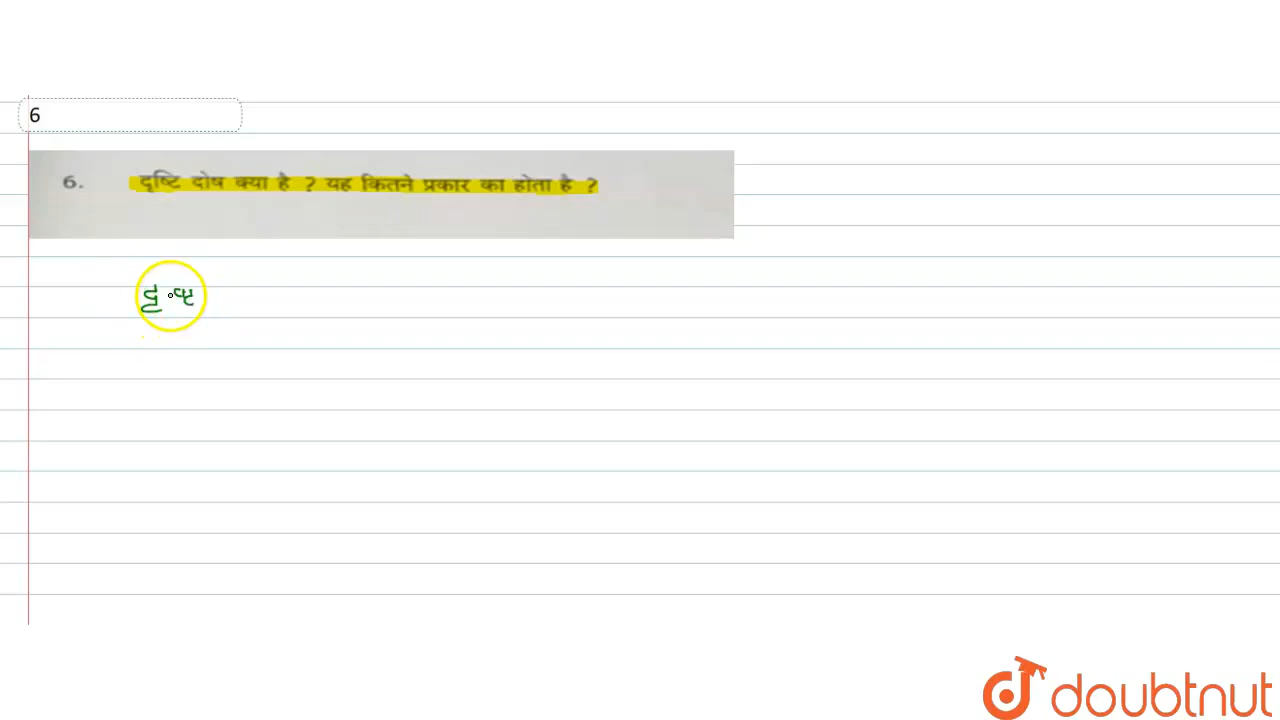 6
6. दृष्टि दोष क्या है ? यह कितने प्रकार का होता है ?
doubtnut